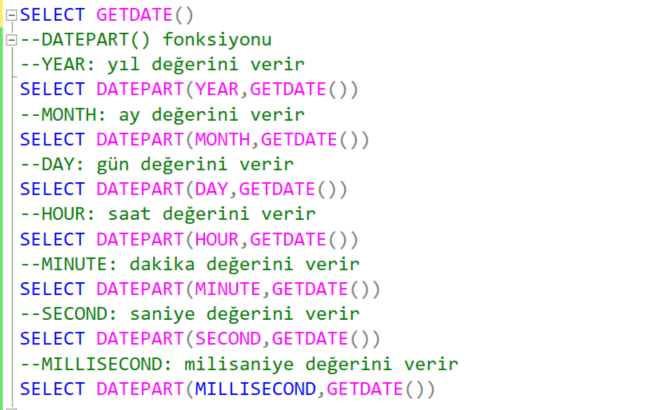 SELECT GETDATE()
--DATEPART() fonksiyonu
--YEAR: yıl değerini verir
SELECT DATEPART(YEAR,GETDATE())
--MONTH: ay değerini verir
SELECT DATEPART(MONTH,GETDATE())
--DAY: gün değerini verir
SELECT DATEPART(DAY,GETDATE())
--HOUR: saat değerini verir
SELECT DATEPART(HOUR,GETDATE())
--MINUTE: dakika değerini verir
SELECT DATEPART(MINUTE,GETDATE())
--SECOND: saniye değerini verir
SELECT DATEPART(SECOND,GETDATE())
--MILLISECOND: milisaniye değerini verir
SELECT DATEPART(MILLISECOND,GETDATE())